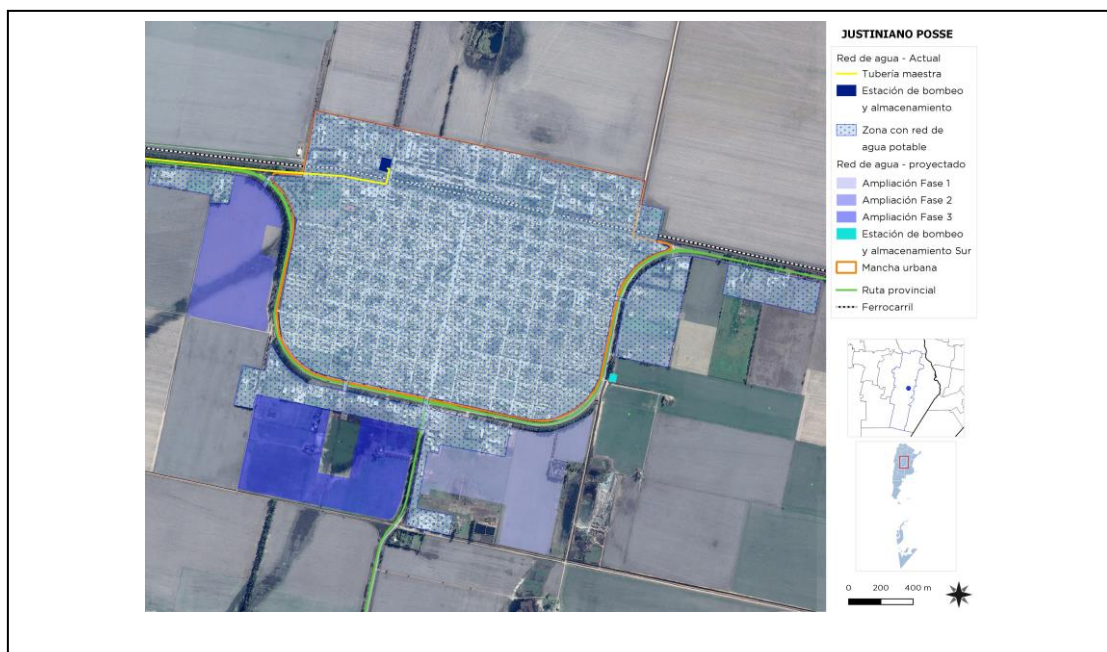 JUSTINIANO POSSE
Red de agua - Actual
Tubería maestra
Estación de bombeo
y almacenamiento
Zona con red de
agua potable
Red de agua - proyectado
Ampliación Fase 1
Ampliación Fase 2
Ampliación Fase 3
Estación de bombeo
y almacenamiento Sur
Mancha urbana
Ruta provincial
Ferrocarril
0 200 400 m